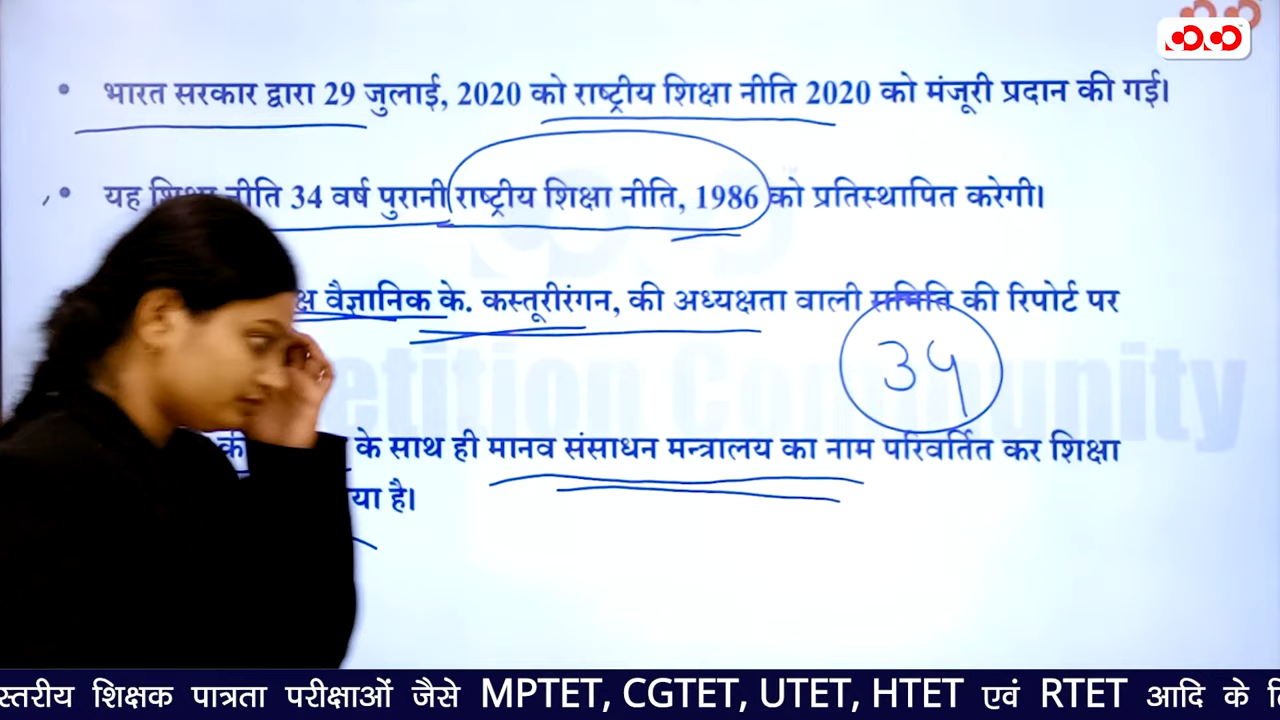 • भारत सरकार द्वारा 29 जुलाई, 2020 को राष्ट्रीय शिक्षा नीति 2020 को मंजूरी प्रदान की गई।
• यह शिक्षा नीति 34 वर्ष पुरानी राष्ट्रीय शिक्षा नीति, 1986 को प्रतिस्थापित करेगी।
वैज्ञानिक के. कस्तूरीरंगन, की अध्यक्षता वाली समिति की रिपोर्ट पर
34
की के साथ ही मानव संसाधन मन्त्रालय का नाम परिवर्तित कर शिक्षा
है।
स्तरीय शिक्षक पात्रता परीक्षाओं जैसे MPTET, CGTET, UTET, HTET एवं RTET आदि के